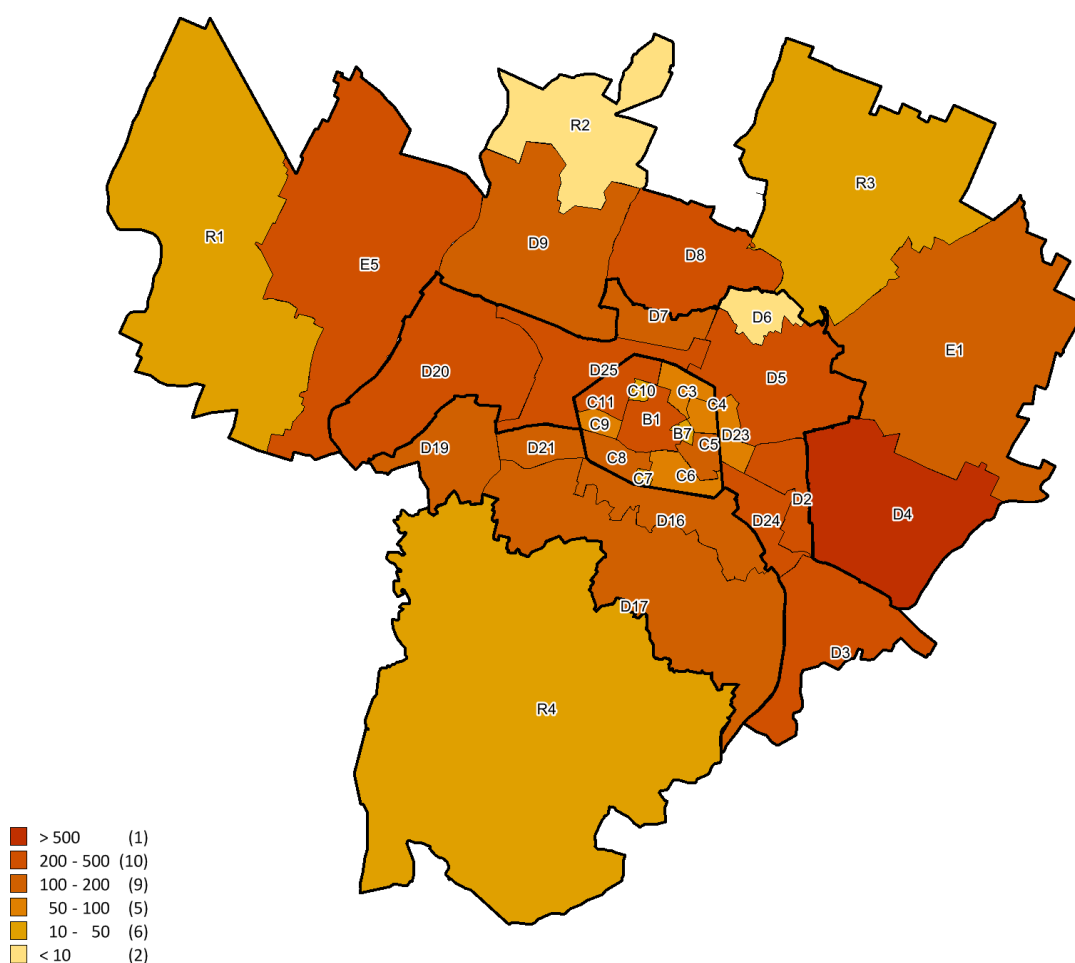 R2
R3
R1
D9
D8
E5
D6
D7
E1
D20
D25
D5
C10
C3
C11
C4
B1
C9
B7
D23
C5
D19
D21
C8
C7
C6
D2
D16
D24
D4
D17
D3
R4
> 500 (1)
200 - 500 (10)
100 - 200 (9)
50 - 100 (5)
10 - 50 (6)
< 10 (2)